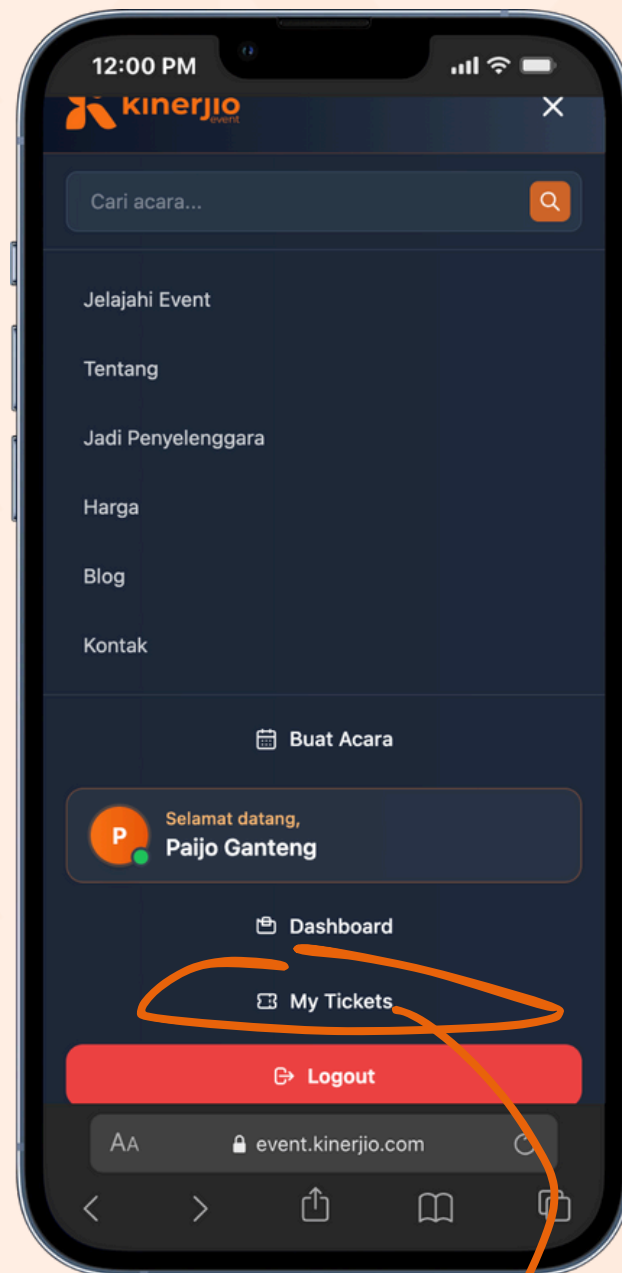 12:00 PM
kinerjio
event
Cari acara...
Jelajahi Event
Tentang
Jadi Penyelenggara
Harga
Blog
Kontak
Buat Acara
P
Selamat datang,
Paijo Ganteng
Dashboard
My Tickets
Logout
AA
event.kinerjio.com